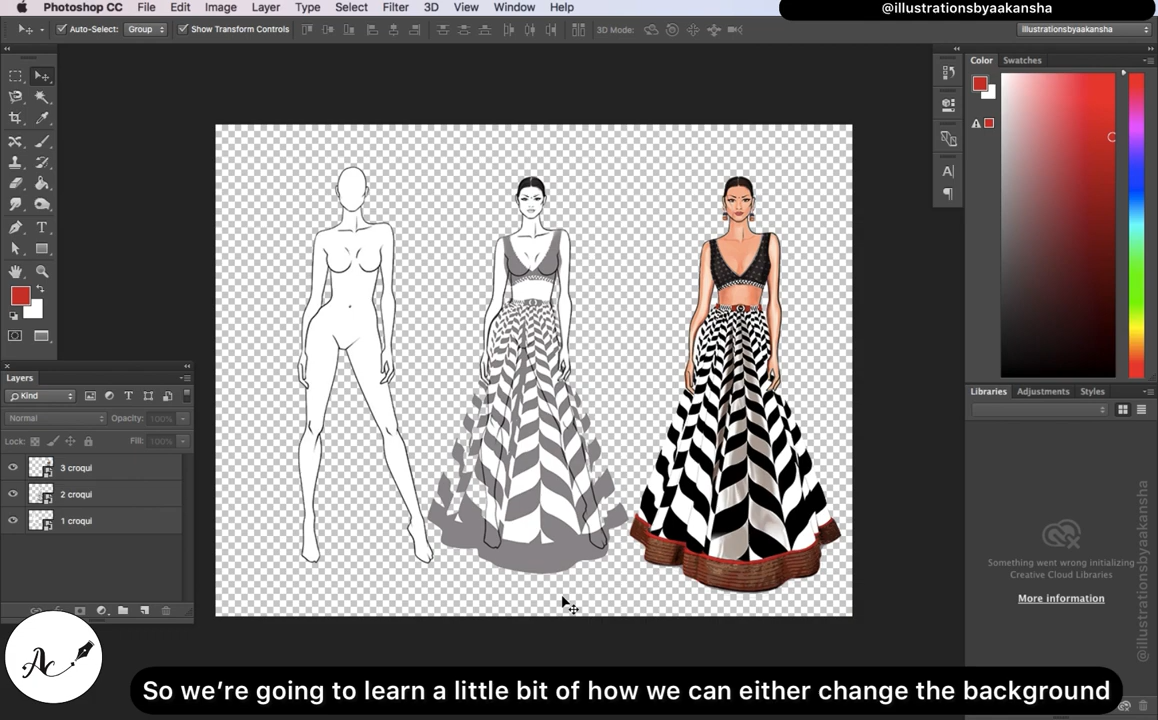 Photoshop CC File Edit Image Layer Type Select Filter 3D View Window Help
@illustrationsbyaakansha
Auto-Select: Group Show Transform Controls 3D Mode: illustrationsbyaakansha
Color Swatches
A
T
Layers
Kind
Normal Opacity: 100%
Lock: Fill: 100%
3 croqui
2 croqui
1 croqui
Libraries Adjustments Styles
Something went wrong initializing
Creative Cloud Libraries
More information
@illustrationsbyaakansha
Ac
So we're going to learn a little bit of how we can either change the background